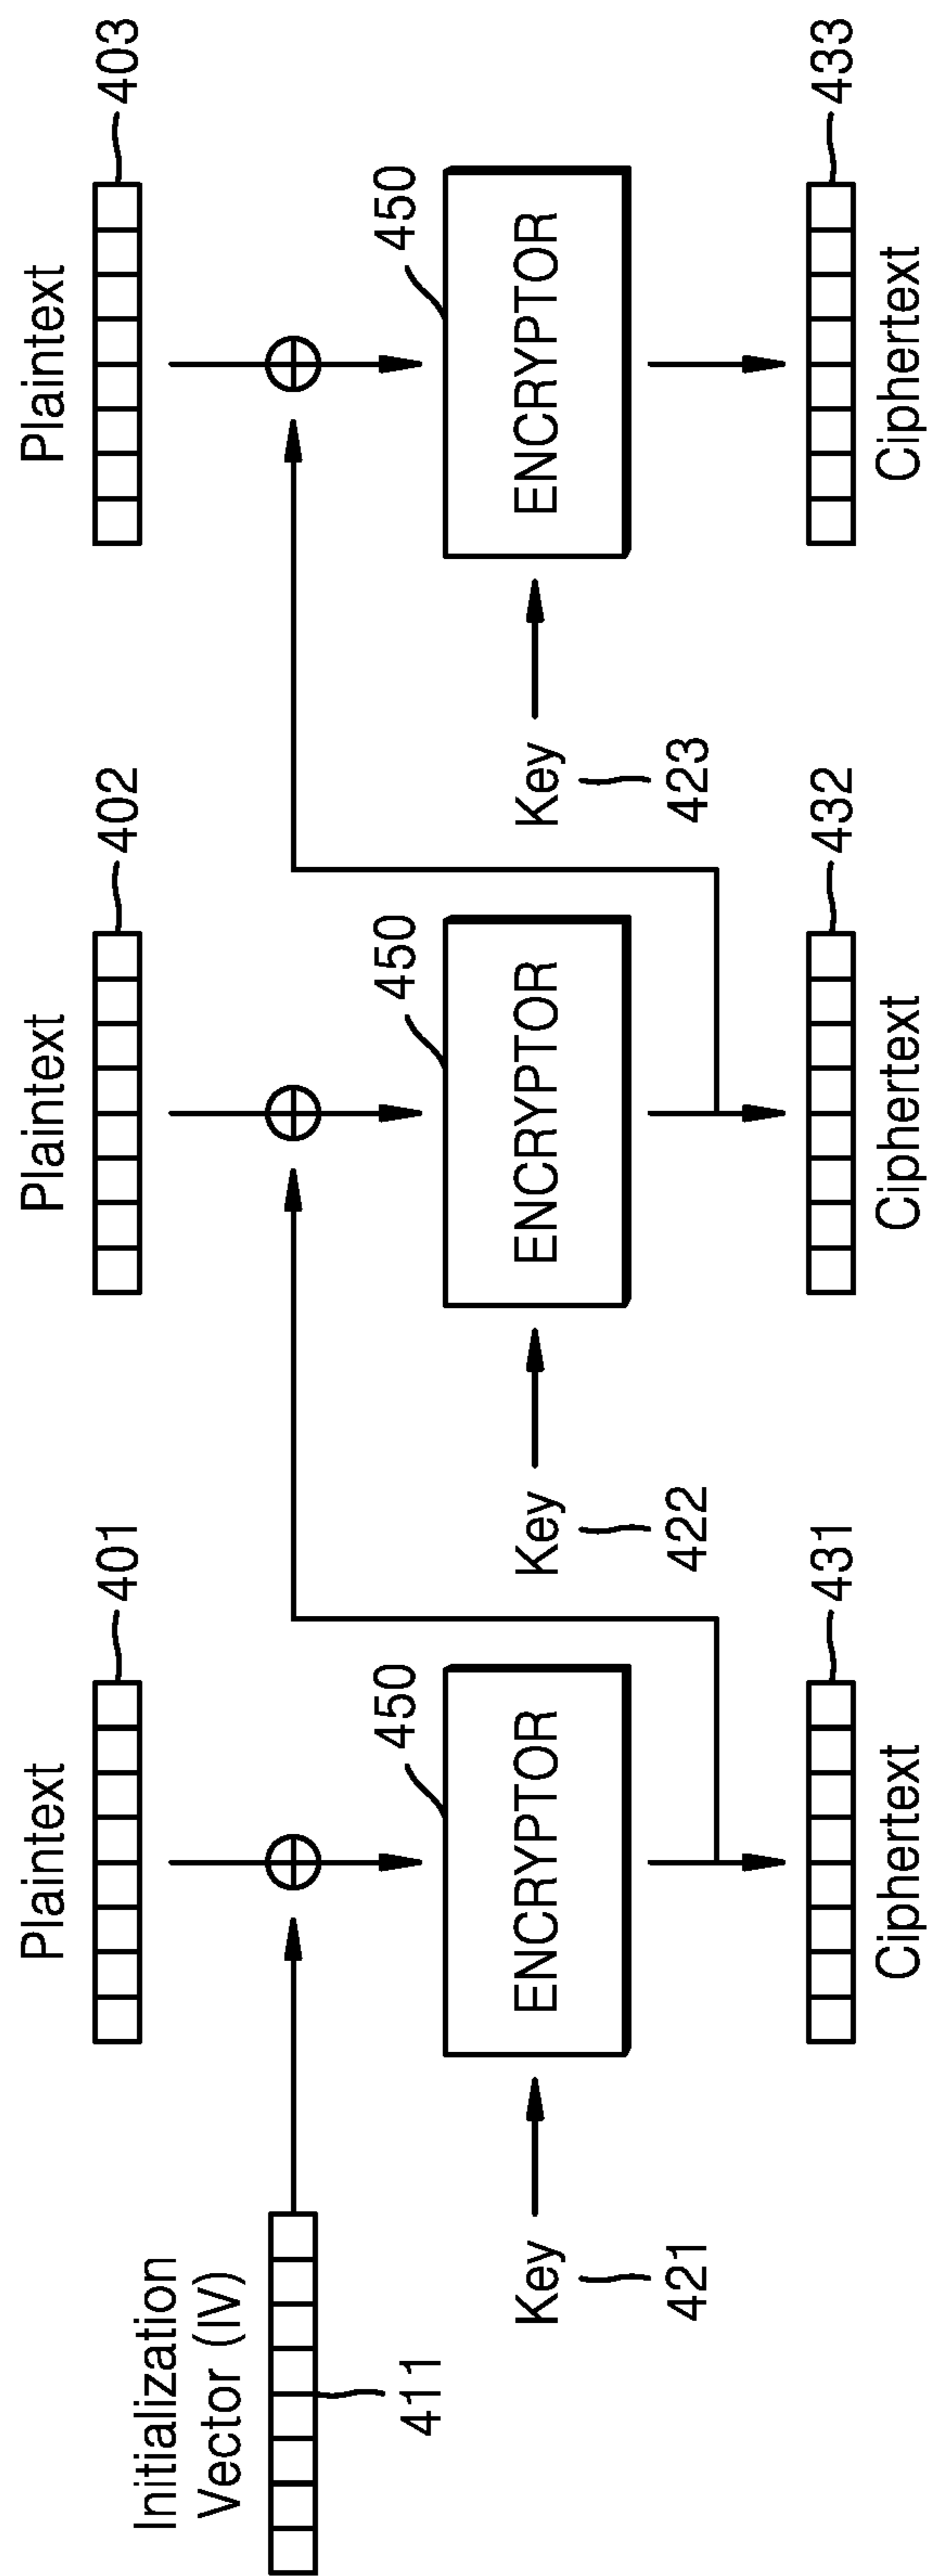 Plaintext
401
Plaintext
402
Plaintext
403
Initialization
Vector (IV)
411
450
450
450
Key
421
ENCRYPTOR
Key
422
ENCRYPTOR
Key
423
ENCRYPTOR
431
Ciphertext
432
Ciphertext
433
Ciphertext